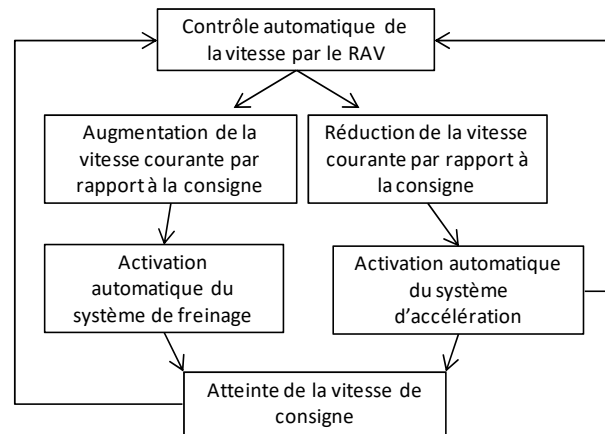 Contrôle automatique de
la vitesse par le RAV
Augmentation de la
vitesse courante par
rapport à la consigne
Réduction de la vitesse
courante par rapport à
la consigne
Activation
automatique du
système de freinage
Activation automatique
du système
d’accélération
Atteinte de la vitesse de
consigne